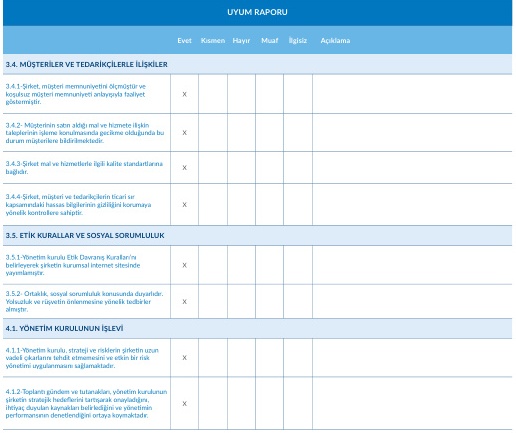 UYUM RAPORU
Evet Kısmen Hayır Muaf İlgisiz Açıklama
3.4. MÜŞTERİLER VE TEDARİKÇİLERLE İLİŞKİLER
3.4.1-Şirket, müşteri memnuniyetini ölçmüştür ve
koşulsuz müşteri memnuniyeti anlayışıyla faaliyet
göstermiştir.
X
3.4.2- Müşterinin satın aldığı mal ve hizmete ilişkin
taleplerinin işleme konulmasında gecikme olduğunda bu
durum müşterilere bildirilmektedir.
X
3.4.3-Şirket mal ve hizmetlerle ilgili kalite standartlarına
bağlıdır.
X
3.4.4-Şirket, müşteri ve tedarikçilerin ticari sır
kapsamındaki hassas bilgilerinin gizliliğini korumaya
yönelik kontrollere sahiptir.
X
3.5. ETİK KURALLAR VE SOSYAL SORUMLULUK
3.5.1-Yönetim kurulu Etik Davranış Kuralları'nı
belirleyerek şirketin kurumsal internet sitesinde
yayımlamıştır.
X
3.5.2- Ortaklık, sosyal sorumluluk konusunda duyarlıdır.
Yolsuzluk ve rüşvetin önlenmesine yönelik tedbirler
almıştır.
X
4.1. YÖNETİM KURULUNUN İŞLEVİ
4.1.1-Yönetim kurulu, strateji ve risklerin şirketin uzun
vadeli çıkarlarını tehdit etmemesini ve etkin bir risk
yönetimi uygulanmasını sağlamaktadır.
X
4.1.2-Toplantı gündem ve tutanakları, yönetim kurulunun
şirketin stratejik hedeflerini tartışarak onayladığını,
ihtiyaç duyulan kaynakları belirlediğini ve yönetimin
performansının denetlendiğini ortaya koymaktadır.
X